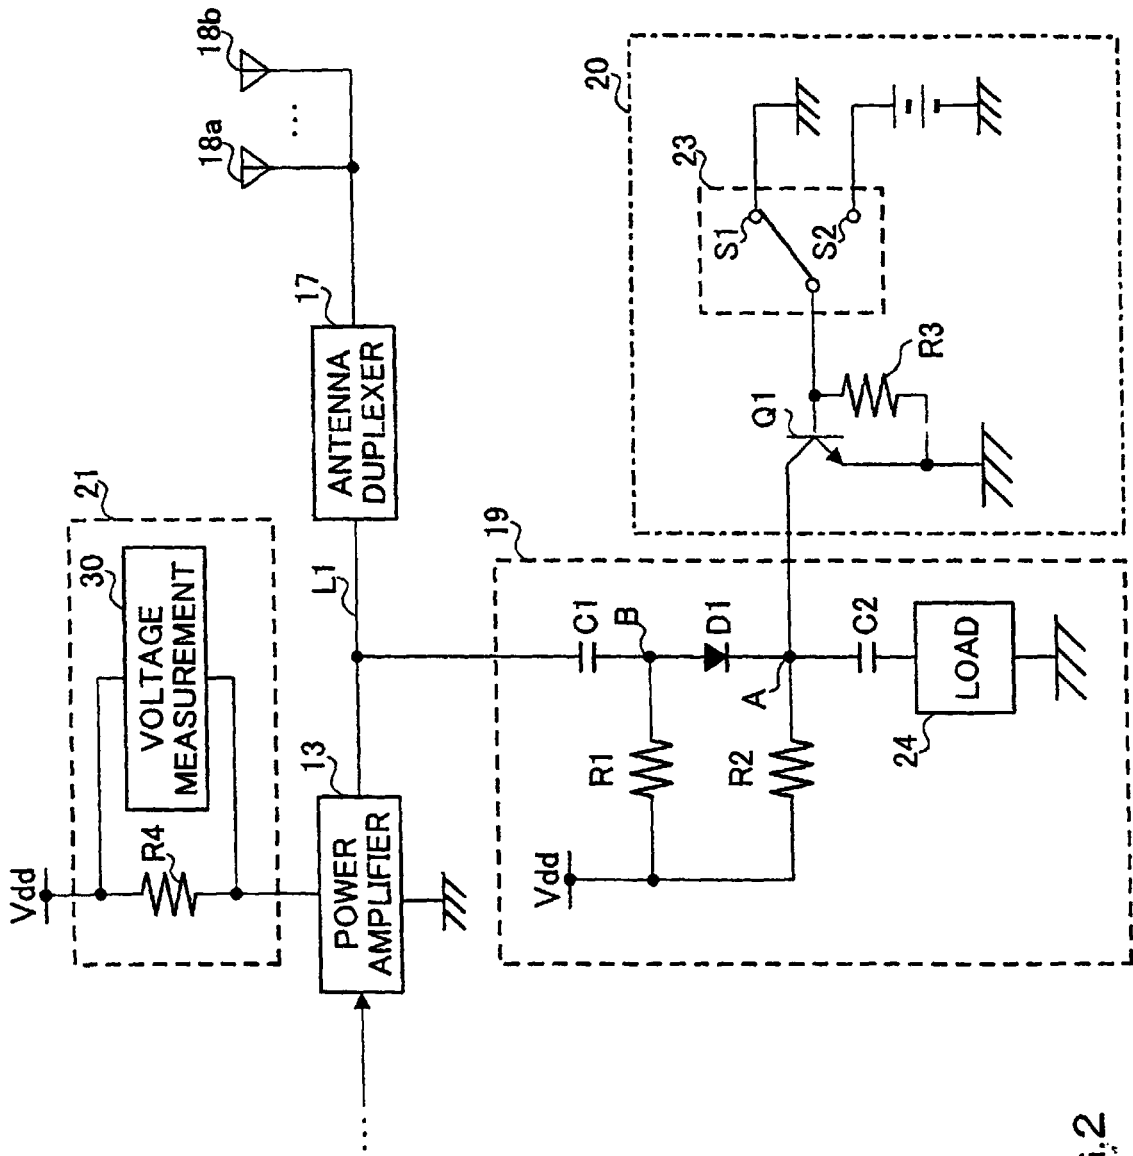 Vdd
R4
VOLTAGE
MEASUREMENT
30
21
POWER
AMPLIFIER
13
L1
ANTENNA
DUPLEXER
17
18a
...
18b
...
19
Vdd
R1
R2
C1
B
D1
A
C2
LOAD
24
20
Q1
R3
23
S1
S2
.2